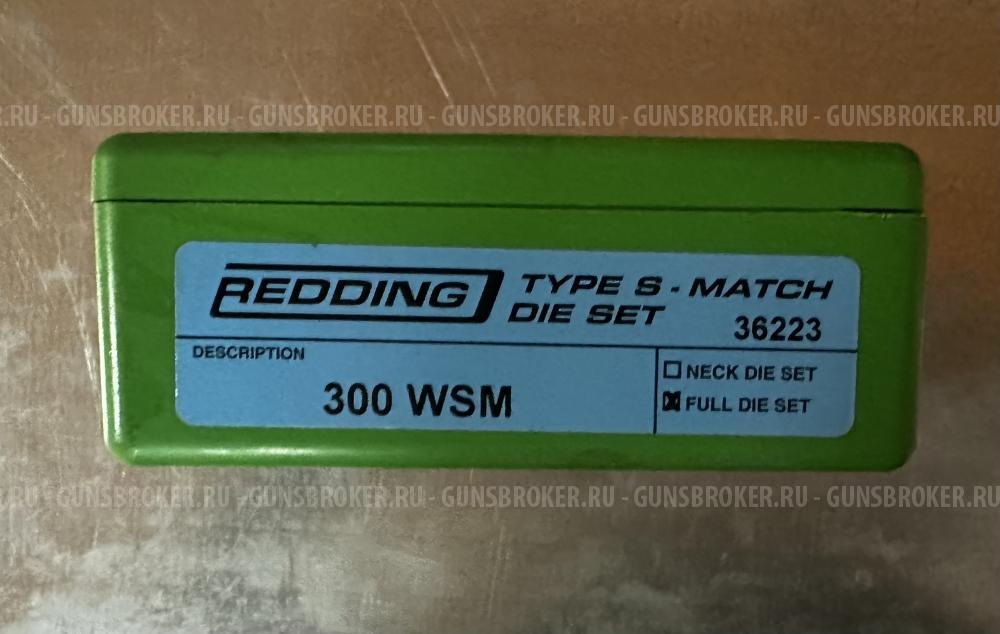 .RU - GUNSBROKER.RU - GUNSBROKER.RU - GUNSBROKER.RU - GUNSBROKER.RU - GUNSBROKER.RU
REDDING TYPE S - MATCH
DIE SET
36223
DESCRIPTION
300 WSM
☐ NECK DIE SET
☒ FULL DIE SET
.RU - GUNSBROKER.RU - GUNSBROKER.RU - GUNSBROKER.RU - GUNSBROKER.RU - GUNSBROKER.RU